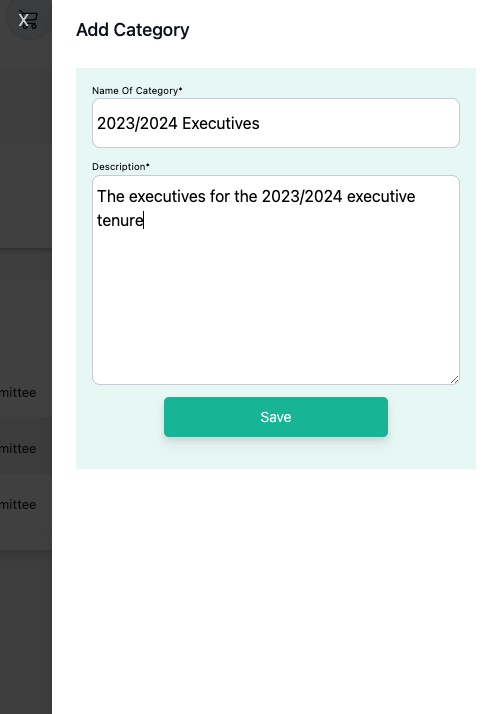 X
Add Category
Name Of Category*
2023/2024 Executives
Description*
The executives for the 2023/2024 executive
tenure
Save
mittee
mittee
mittee